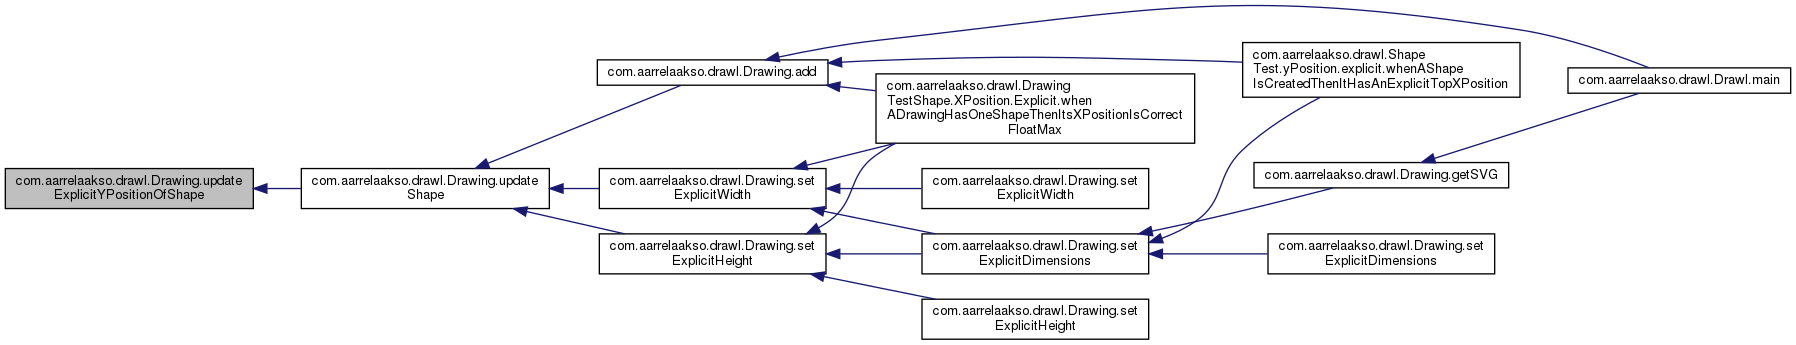 com.aarrelaakso.drawl.Drawing.update
ExplicitYPositionOfShape
com.aarrelaakso.drawl.Drawing.update
Shape
com.aarrelaakso.drawl.Drawing.add
com.aarrelaakso.drawl.Drawing.set
ExplicitWidth
com.aarrelaakso.drawl.Drawing.set
ExplicitHeight
com.aarrelaakso.drawl.Drawing
TestShape.XPosition.Explicit.when
ADrawingHasOneShapeThenItsXPositionIsCorrect
FloatMax
com.aarrelaakso.drawl.Drawing.set
ExplicitWidth
com.aarrelaakso.drawl.Drawing.set
ExplicitDimensions
com.aarrelaakso.drawl.Drawing.set
ExplicitHeight
com.aarrelaakso.drawl.Shape
Test.yPosition.explicit.whenAShape
IsCreatedThenItHasAnExplicitTopXPosition
com.aarrelaakso.drawl.Drawing.getSVG
com.aarrelaakso.drawl.Drawing.set
ExplicitDimensions
com.aarrelaakso.drawl.Drawl.main